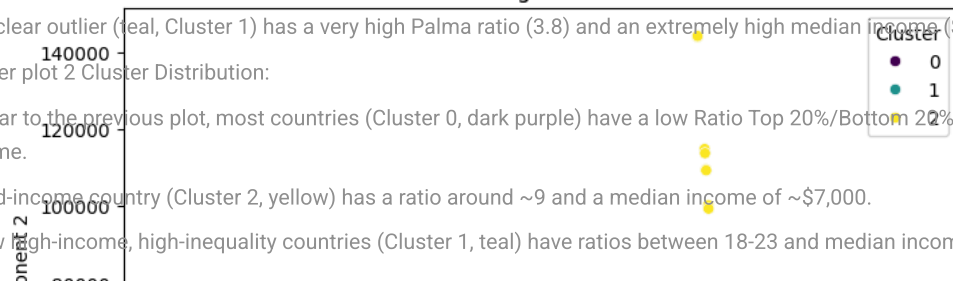 clear outlier (teal, Cluster 1) has a very high Palma ratio (3.8) and an extremely high median income
Cluster
140000
0
er plot 2 Cluster Distribution:
1
ar to the previous plot, most countries (Cluster 0, dark purple) have a low Ratio Top 20%/Bottom 20%
2
120000
me.
d-income country (Cluster 2, yellow) has a ratio around ~9 and a median income of ~$7,000.
100000
high-income, high-inequality countries (Cluster 1, teal) have ratios between 18-23 and median incom
onent 2